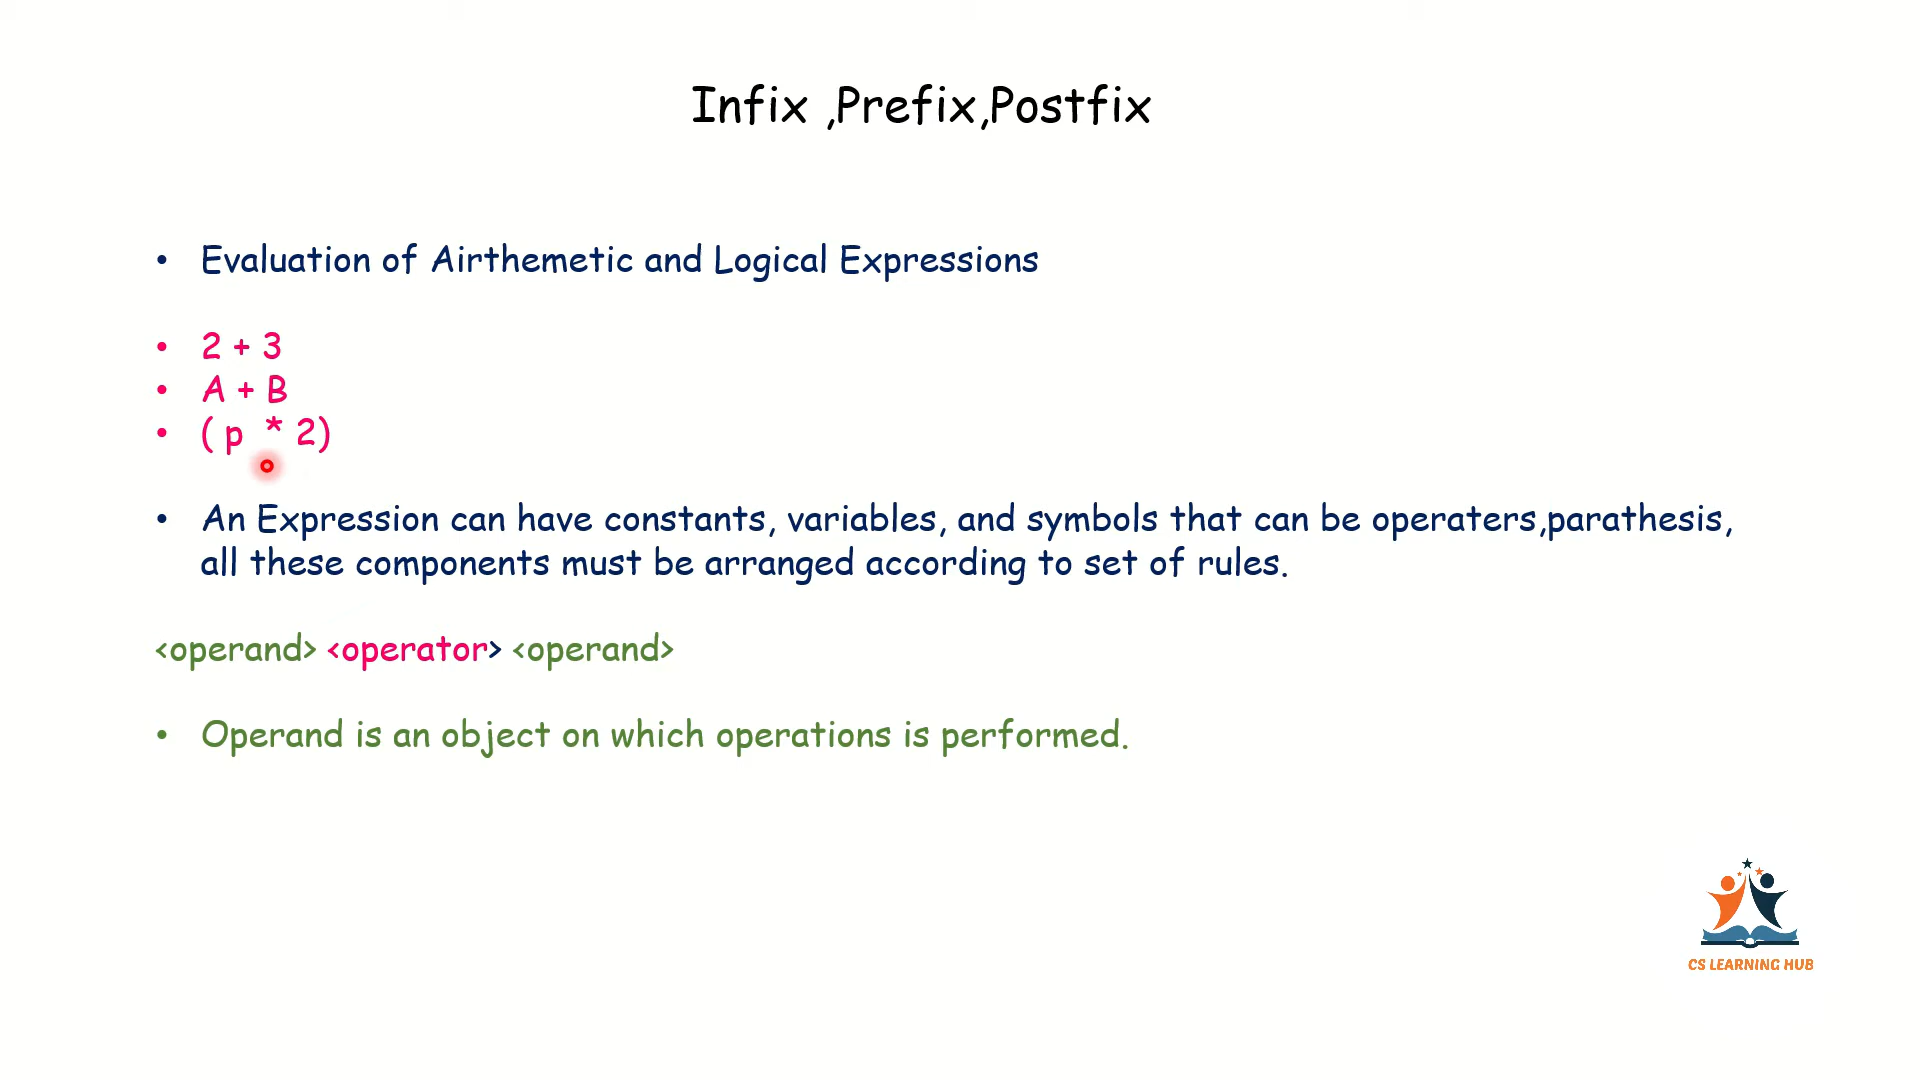 Infix ,Prefix,Postfix
• Evaluation of Airthemetic and Logical Expressions
• 2 + 3
• A + B
• ( p * 2)
• An Expression can have constants, variables, and symbols that can be operaters,parathesis,
all these components must be arranged according to set of rules.
<operand> <operator> <operand>
• Operand is an object on which operations is performed.
CS LEARNING HUB